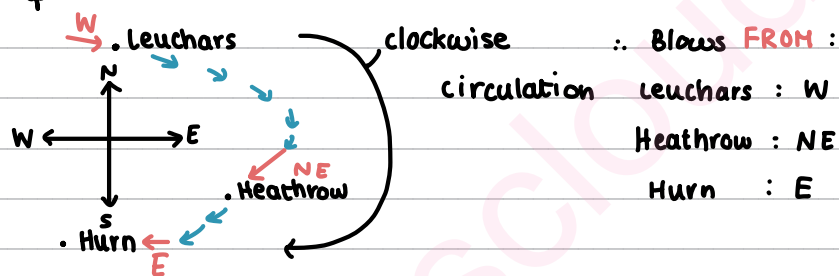 W
. Leuchars
clockwise
∴ Blows FROM :
circulation
Leuchars : W
N
W
E
Heathrow : NE
NE
. Heathrow
Hurn : E
S
. Hurn
E